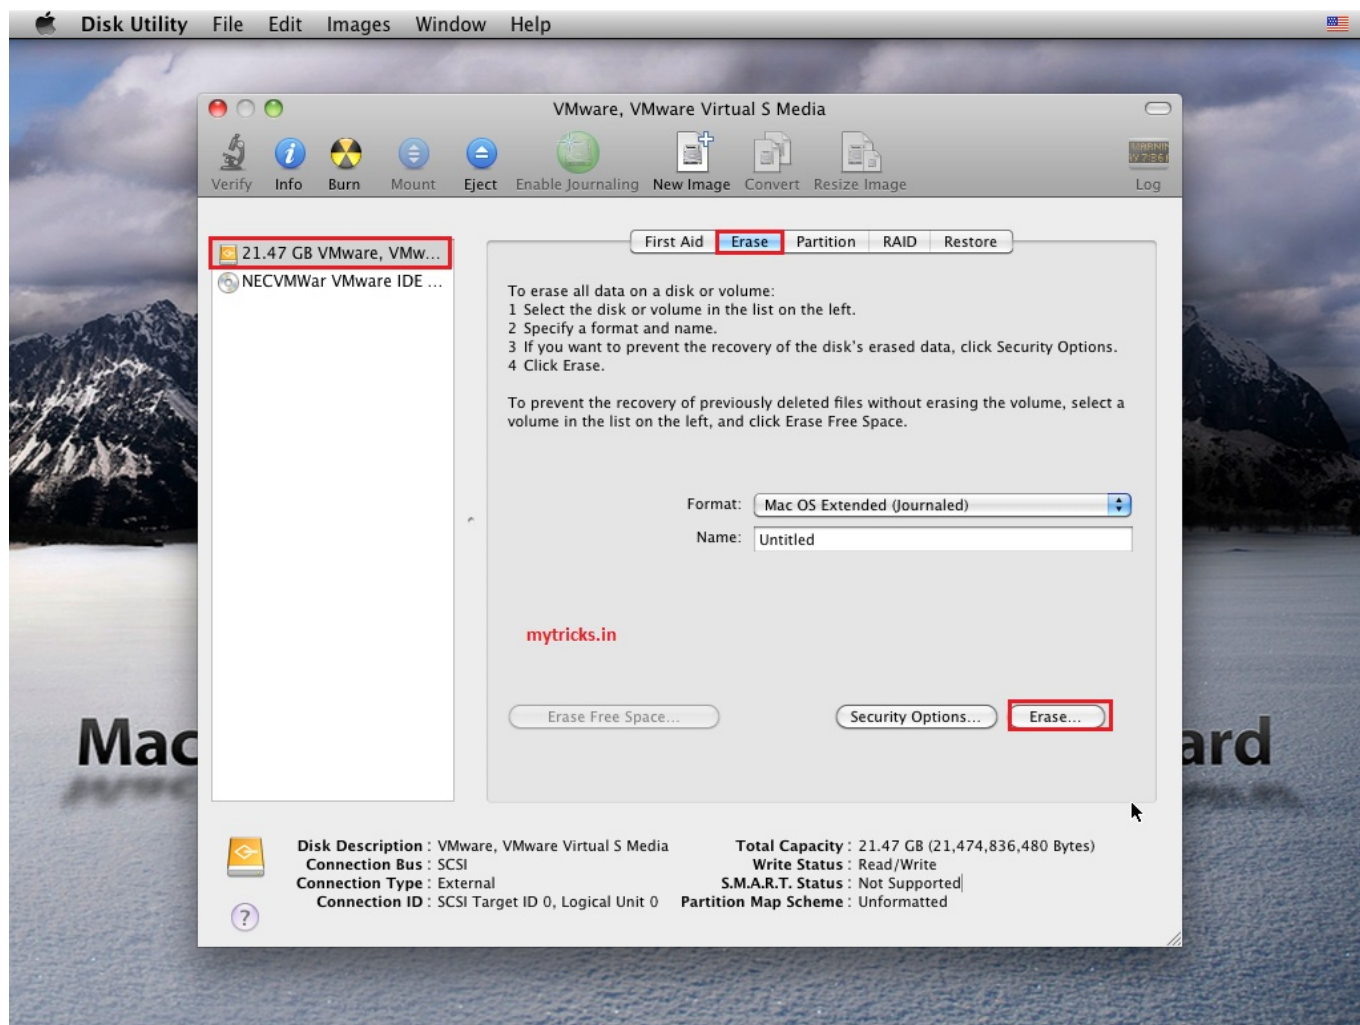 Disk Utility File Edit Images Window Help
VMware, VMware Virtual S Media
Verify Info Burn Mount Eject Enable Journaling New Image Convert Resize Image Log
21.47 GB VMware, VMw...
NECVMWar VMware IDE ...
First Aid Erase Partition RAID Restore
To erase all data on a disk or volume:
1 Select the disk or volume in the list on the left.
2 Specify a format and name.
3 If you want to prevent the recovery of the disk's erased data, click Security Options.
4 Click Erase.
To prevent the recovery of previously deleted files without erasing the volume, select a
volume in the list on the left, and click Erase Free Space.
Format: Mac OS Extended (Journaled)
Name: Untitled
mytricks.in
Erase Free Space... Security Options... Erase...
Mac ard
Disk Description : VMware, VMware Virtual S Media
Connection Bus : SCSI
Connection Type : External
Connection ID : SCSI Target ID 0, Logical Unit 0
Total Capacity : 21.47 GB (21,474,836,480 Bytes)
Write Status : Read/Write
S.M.A.R.T. Status : Not Supported
Partition Map Scheme : Unformatted
?